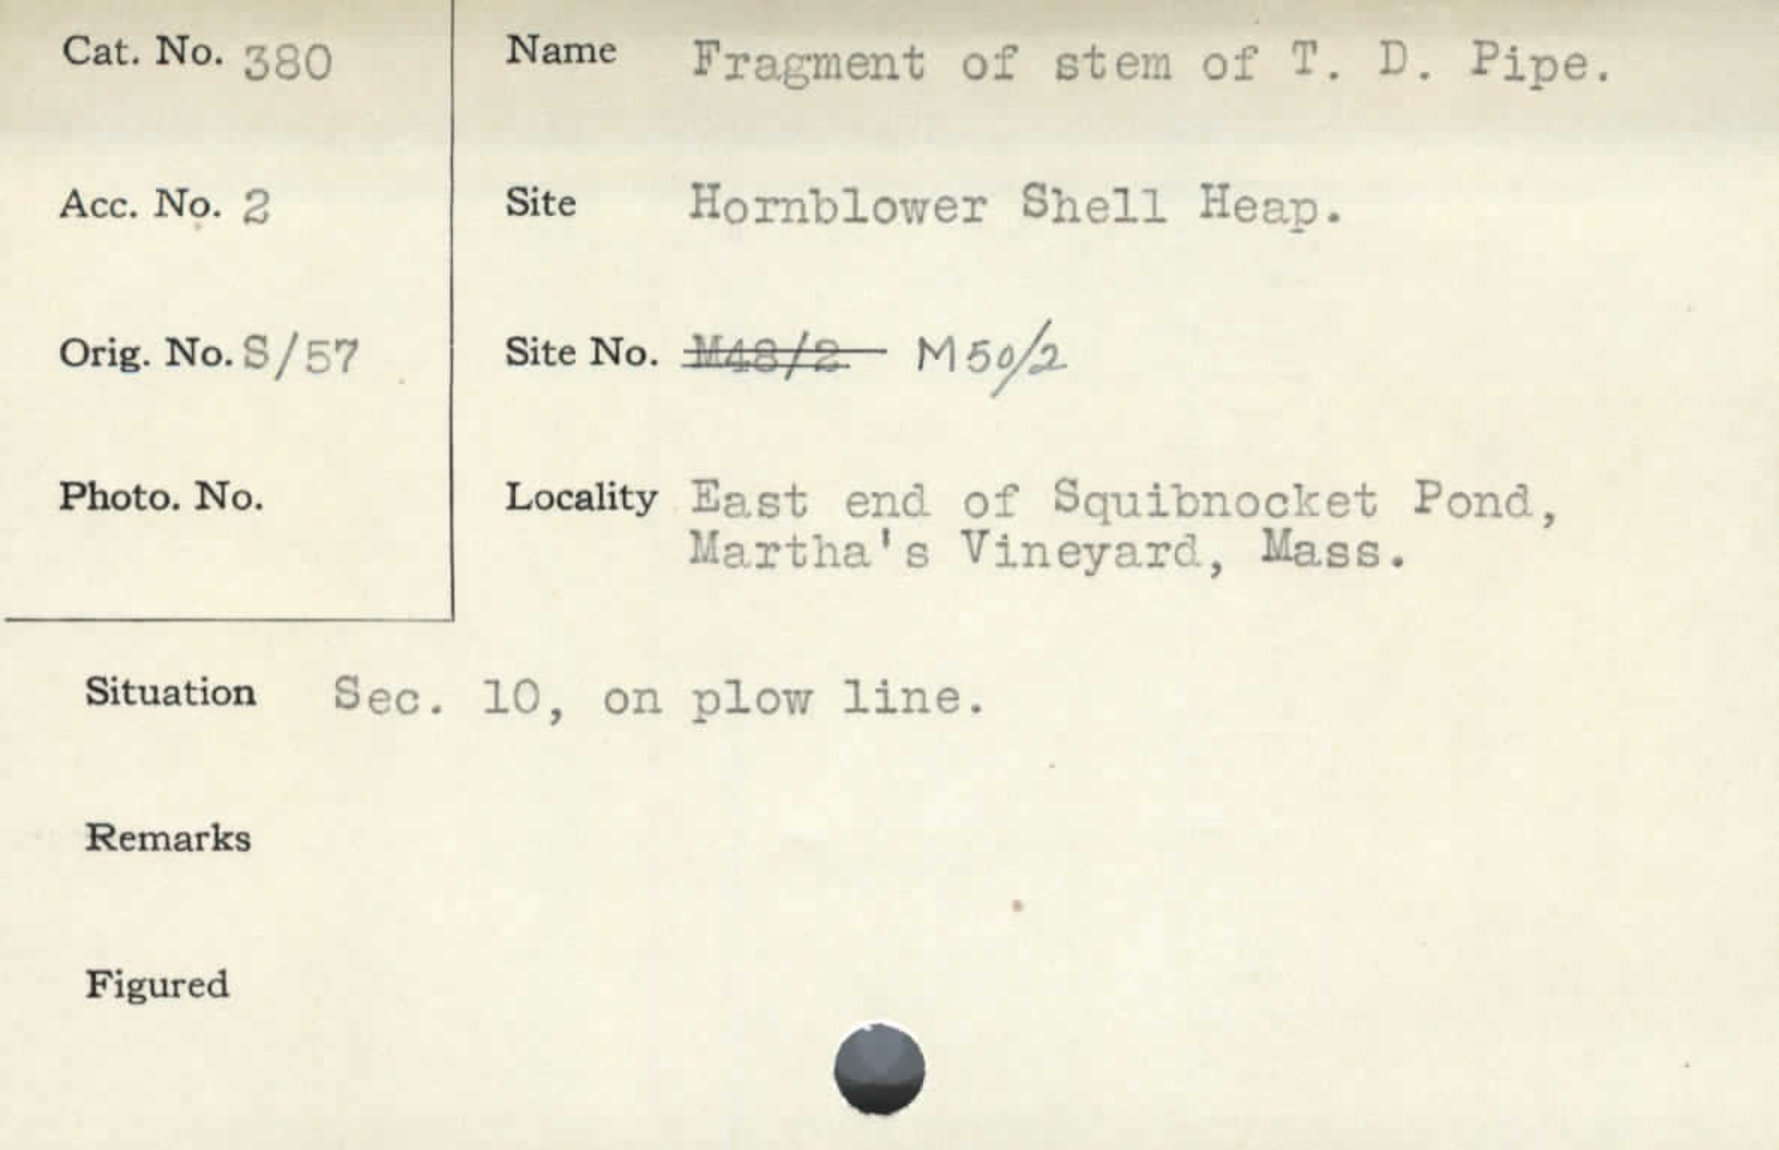 Cat. No. 380
Name Fragment of stem of T. D. Pipe.
Acc. No. 2
Site Hornblower Shell Heap.
Orig. No. S/57
Site No. M48/2 M50/2
Photo. No.
Locality East end of Squibnocket Pond,
Martha's Vineyard, Mass.
Situation Sec. 10, on plow line.
Remarks
Figured